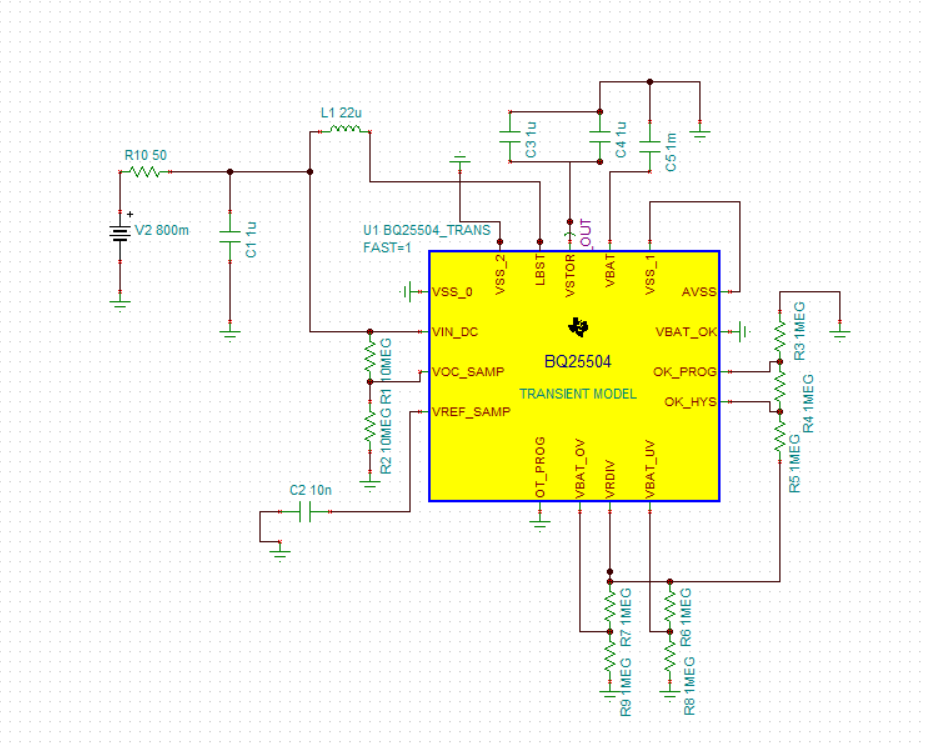 L1 22u
C3 1u
C4 1u
C5 1m
R10 50
+
V2 800m
C1 1u
U1 BQ25504_TRANS
FAST=1
_OUT
VSS_2
LBST
VSTOR
VBAT
VSS_1
VSS_0
AVSS
VIN_DC
VBAT_OK
BQ25504
VOC_SAMP
OK_PROG
TRANSIENT MODEL
VREF_SAMP
OK_HYS
R3 1MEG
R4 1MEG
R5 1MEG
R1 10MEG
R2 10MEG
OT_PROG
VBAT_OV
VRDIV
VBAT_UV
C2 10n
R7 1MEG
R6 1MEG
R9 1MEG
R8 1MEG